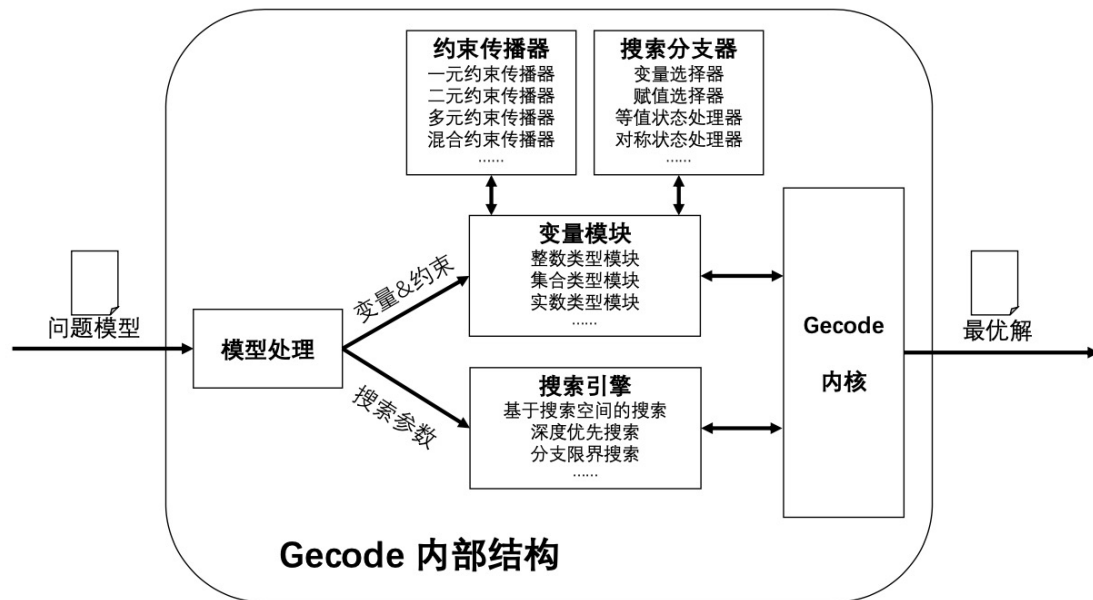 约束传播器
一元约束传播器
二元约束传播器
多元约束传播器
混合约束传播器
......
搜索分支器
变量选择器
赋值选择器
等值状态处理器
对称状态处理器
......
问题模型
模型处理
变量&约束
搜索参数
变量模块
整数类型模块
集合类型模块
实数类型模块
......
搜索引擎
基于搜索空间的搜索
深度优先搜索
分支限界搜索
......
Gecode
内核
最优解
Gecode 内部结构